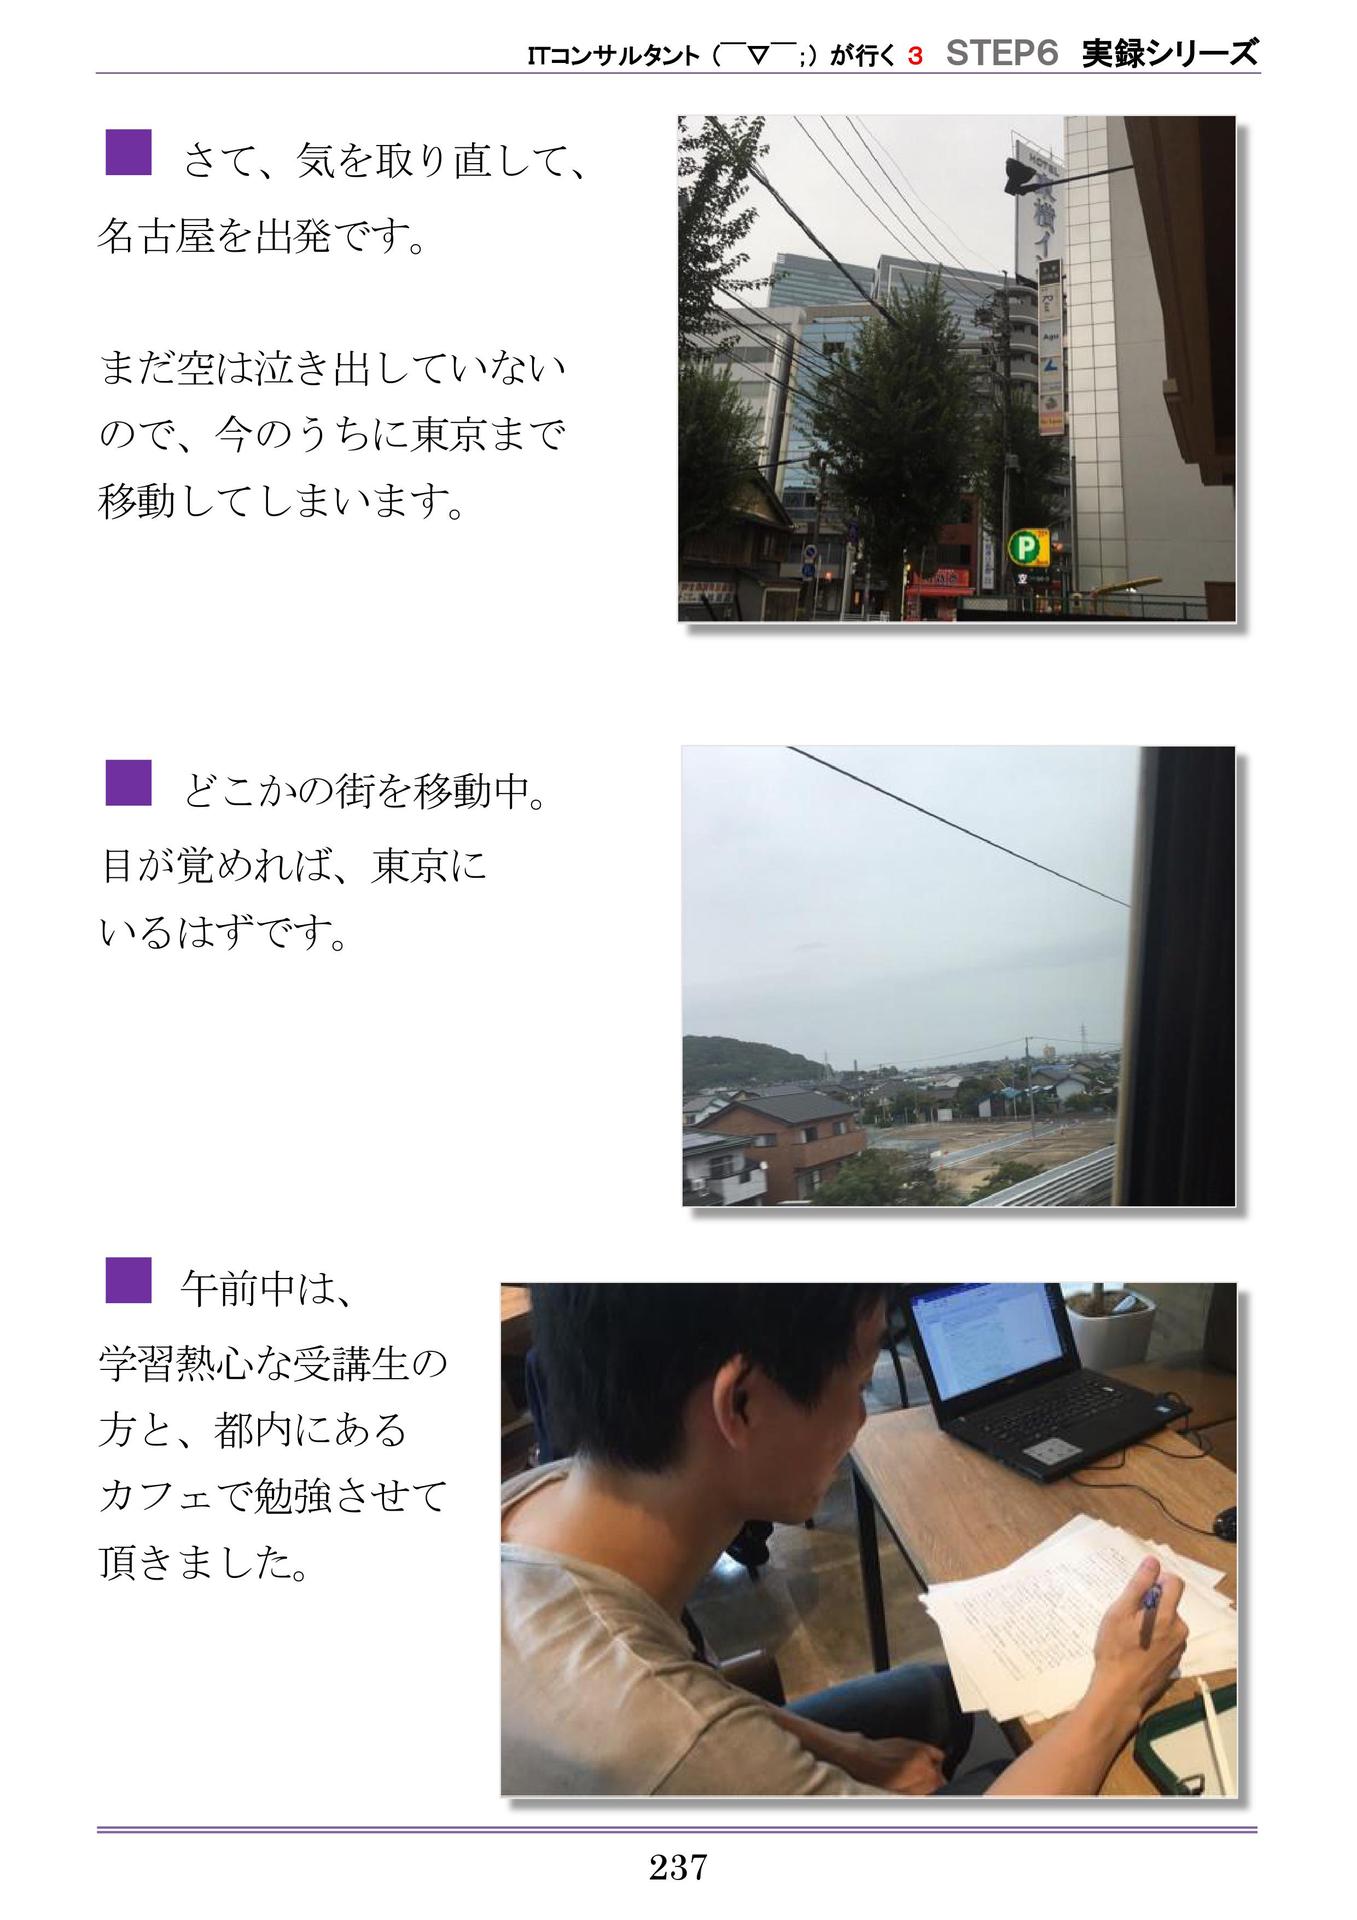 ITコンサルタント（￣▽￣；）が行く 3 STEP6 実録シリーズ
■ さて、気を取り直して、
名古屋を出発です。
まだ空は泣き出していない
ので、今のうちに東京まで
移動してしまいます。
HOTEL
P
空
■ どこかの街を移動中。
目が覚めれば、東京に
いるはずです。
■ 午前中は、
学習熱心な受講生の
方と、都内にある
カフェで勉強させて
頂きました。
237